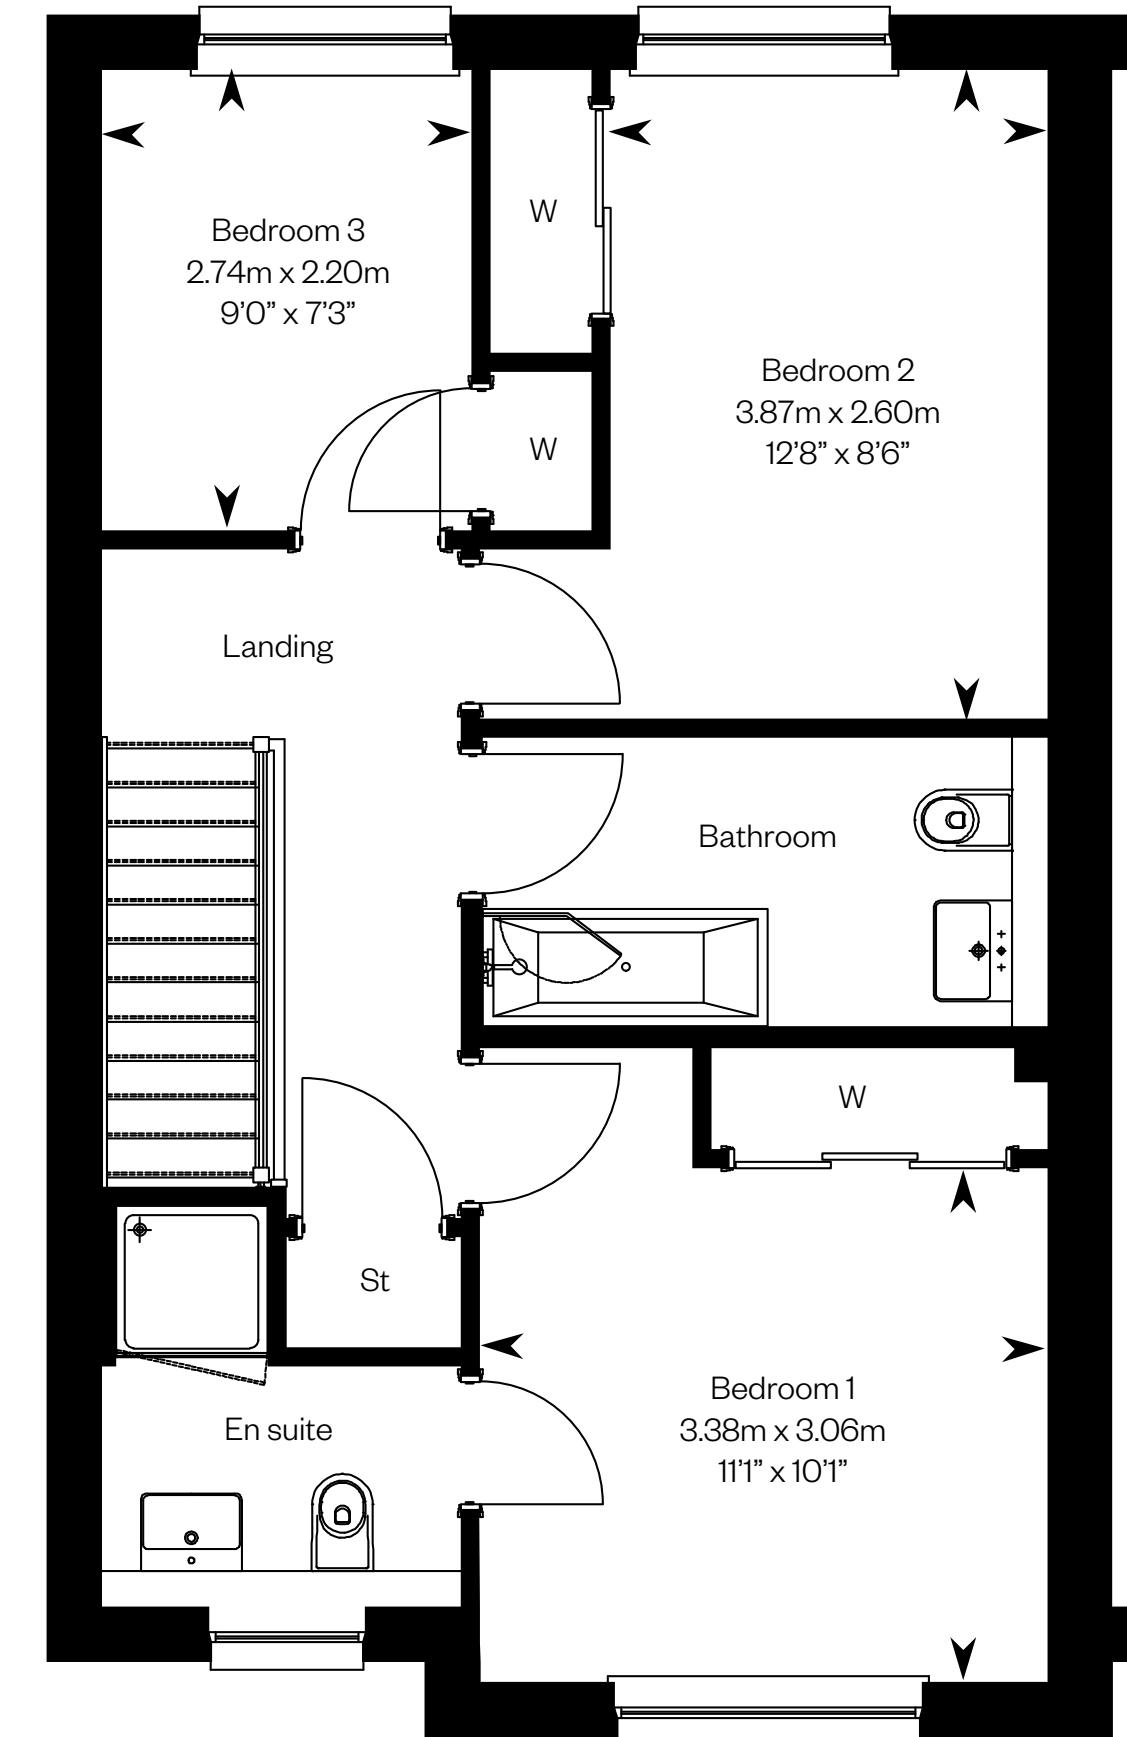 Bedroom 3
2.74m x 2.20m
9’0” x 7’3”
W
Bedroom 2
3.87m x 2.60m
12’8” x 8’6”
W
Landing
Bathroom
W
St
Bedroom 1
3.38m x 3.06m
11’1” x 10’1”
En suite